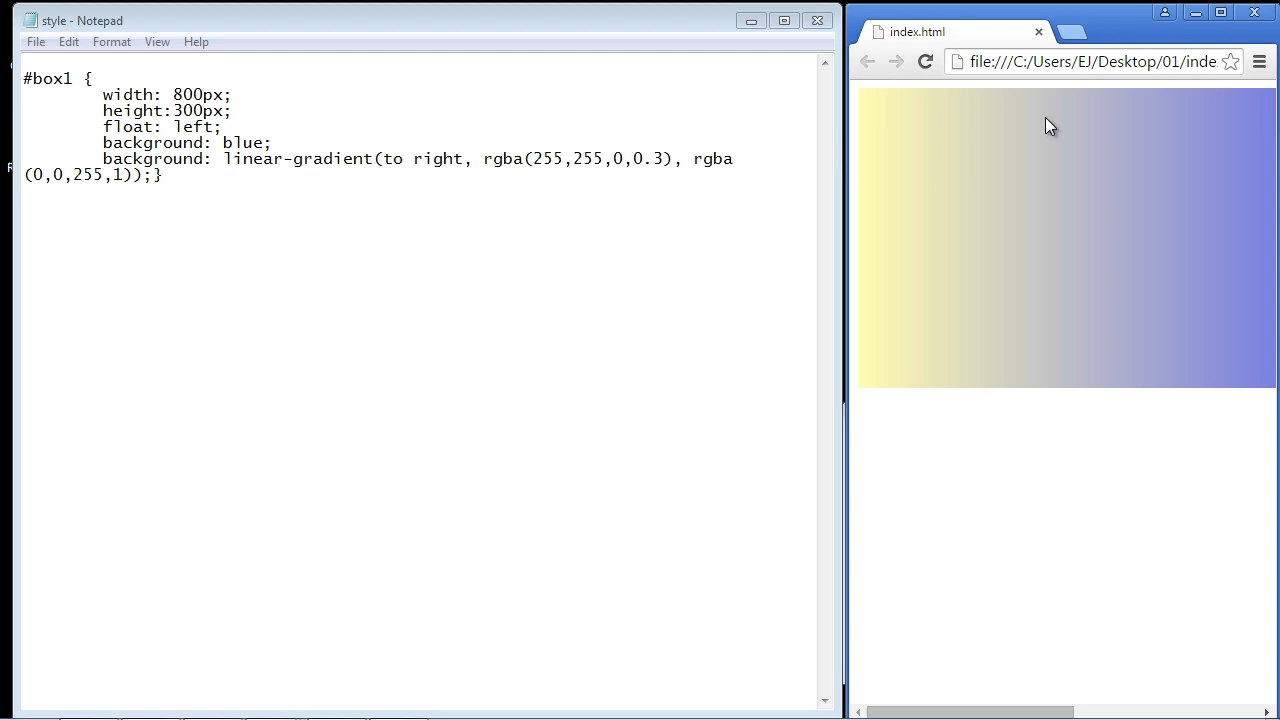 style - Notepad
File Edit Format View Help
#box1 {
width: 800px;
height:300px;
float: left;
background: blue;
background: linear-gradient(to right, rgba(255,255,0,0.3), rgba
(0,0,255,1));}
index.html
file:///C:/Users/EJ/Desktop/01/inde